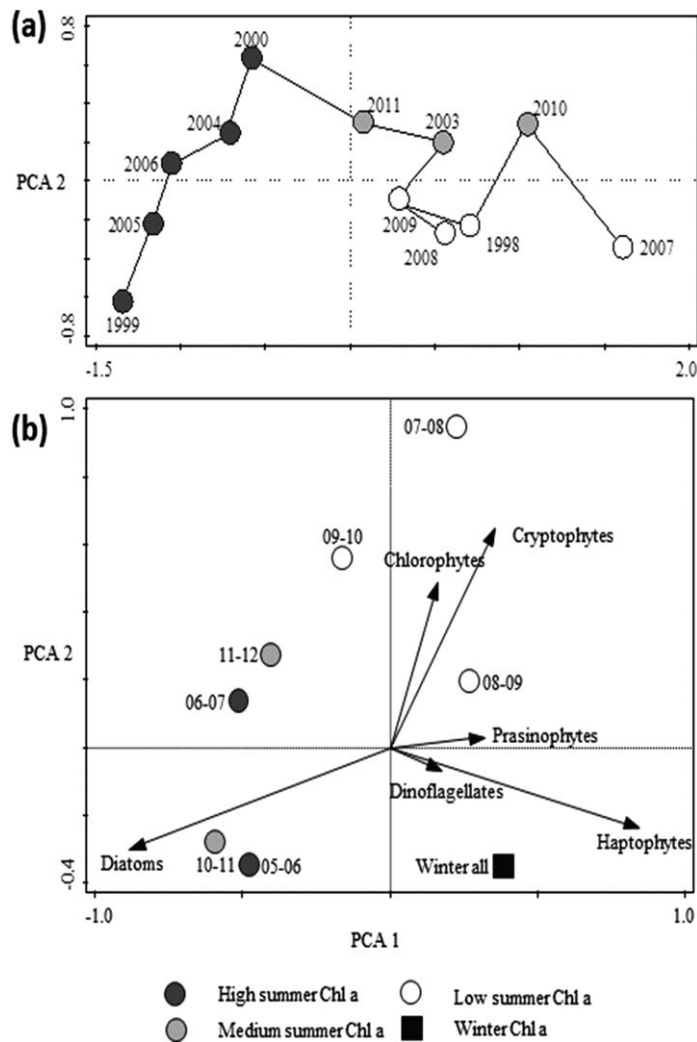 (a)
0.8
2000
2011
2003
2010
2004
2006
PCA 2
2005
2009
2008
1998
2007
1999
-0.8
-1.5
2.0
(b)
1.0
07-08
Cryptophytes
09-10
Chlorophytes
PCA 2
11-12
08-09
06-07
Prasinophytes
Dinoflagellates
Haptophytes
Diatoms
10-11
05-06
Winter all
-0.4
-1.0
1.0
PCA 1
High summer Chl a
Low summer Chl a
Medium summer Chl a
Winter Chl a